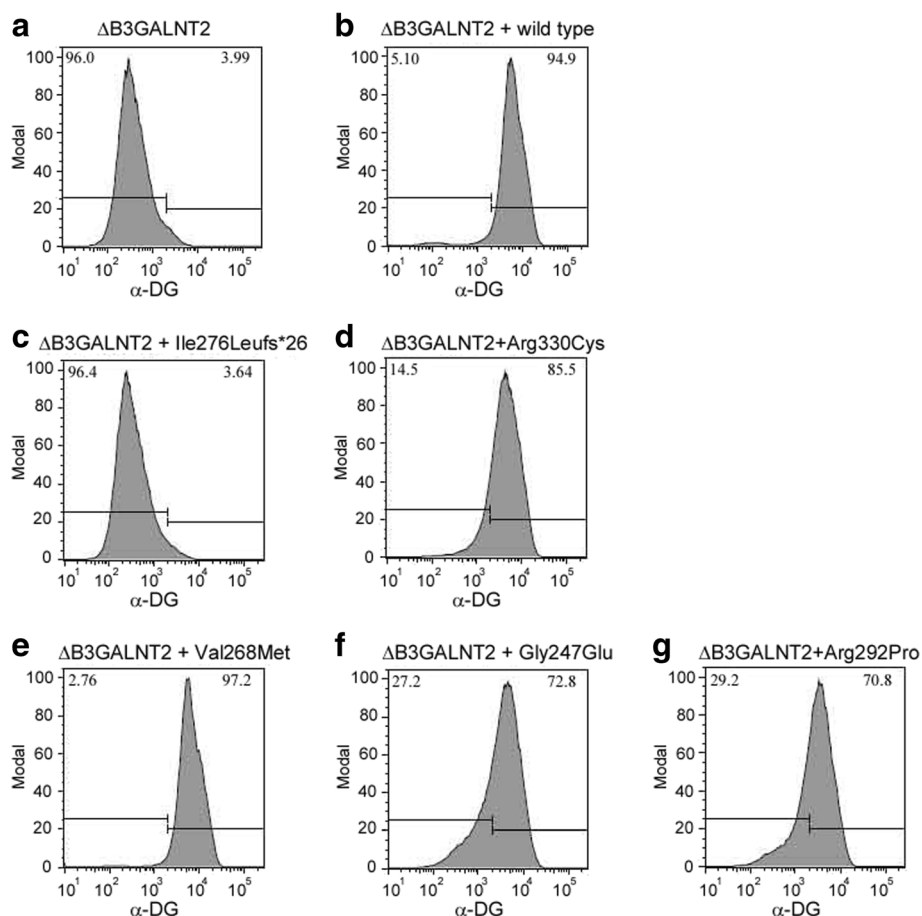 a
ΔB3GALNT2
96.0 3.99
Modal
100
80
60
40
20
0
10¹ 10² 10³ 10⁴ 10⁵
α-DG
b
ΔB3GALNT2 + wild type
5.10 94.9
Modal
100
80
60
40
20
0
10¹ 10² 10³ 10⁴ 10⁵
α-DG
c
ΔB3GALNT2 + Ile276Leufs*26
96.4 3.64
Modal
100
80
60
40
20
0
10¹ 10² 10³ 10⁴ 10⁵
α-DG
d
ΔB3GALNT2+Arg330Cys
14.5 85.5
Modal
100
80
60
40
20
0
10¹ 10² 10³ 10⁴ 10⁵
α-DG
e
ΔB3GALNT2 + Val268Met
2.76 97.2
Modal
100
80
60
40
20
0
10¹ 10² 10³ 10⁴ 10⁵
α-DG
f
ΔB3GALNT2 + Gly247Glu
27.2 72.8
Modal
100
80
60
40
20
0
10¹ 10² 10³ 10⁴ 10⁵
α-DG
g
ΔB3GALNT2+Arg292Pro
29.2 70.8
Modal
100
80
60
40
20
0
10¹ 10² 10³ 10⁴ 10⁵
α-DG